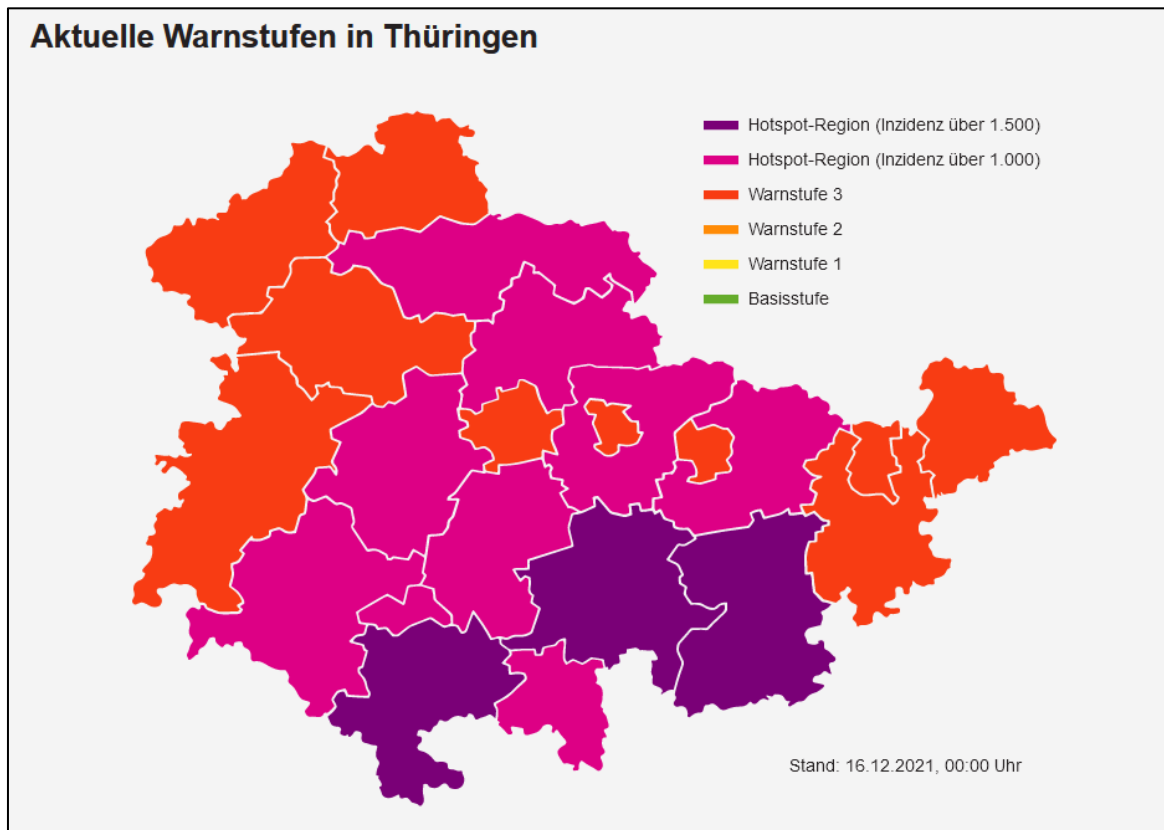 Aktuelle Warnstufen in Thüringen
Hotspot-Region (Inzidenz über 1.500)
Hotspot-Region (Inzidenz über 1.000)
Warnstufe 3
Warnstufe 2
Warnstufe 1
Basisstufe
Stand: 16.12.2021, 00:00 Uhr